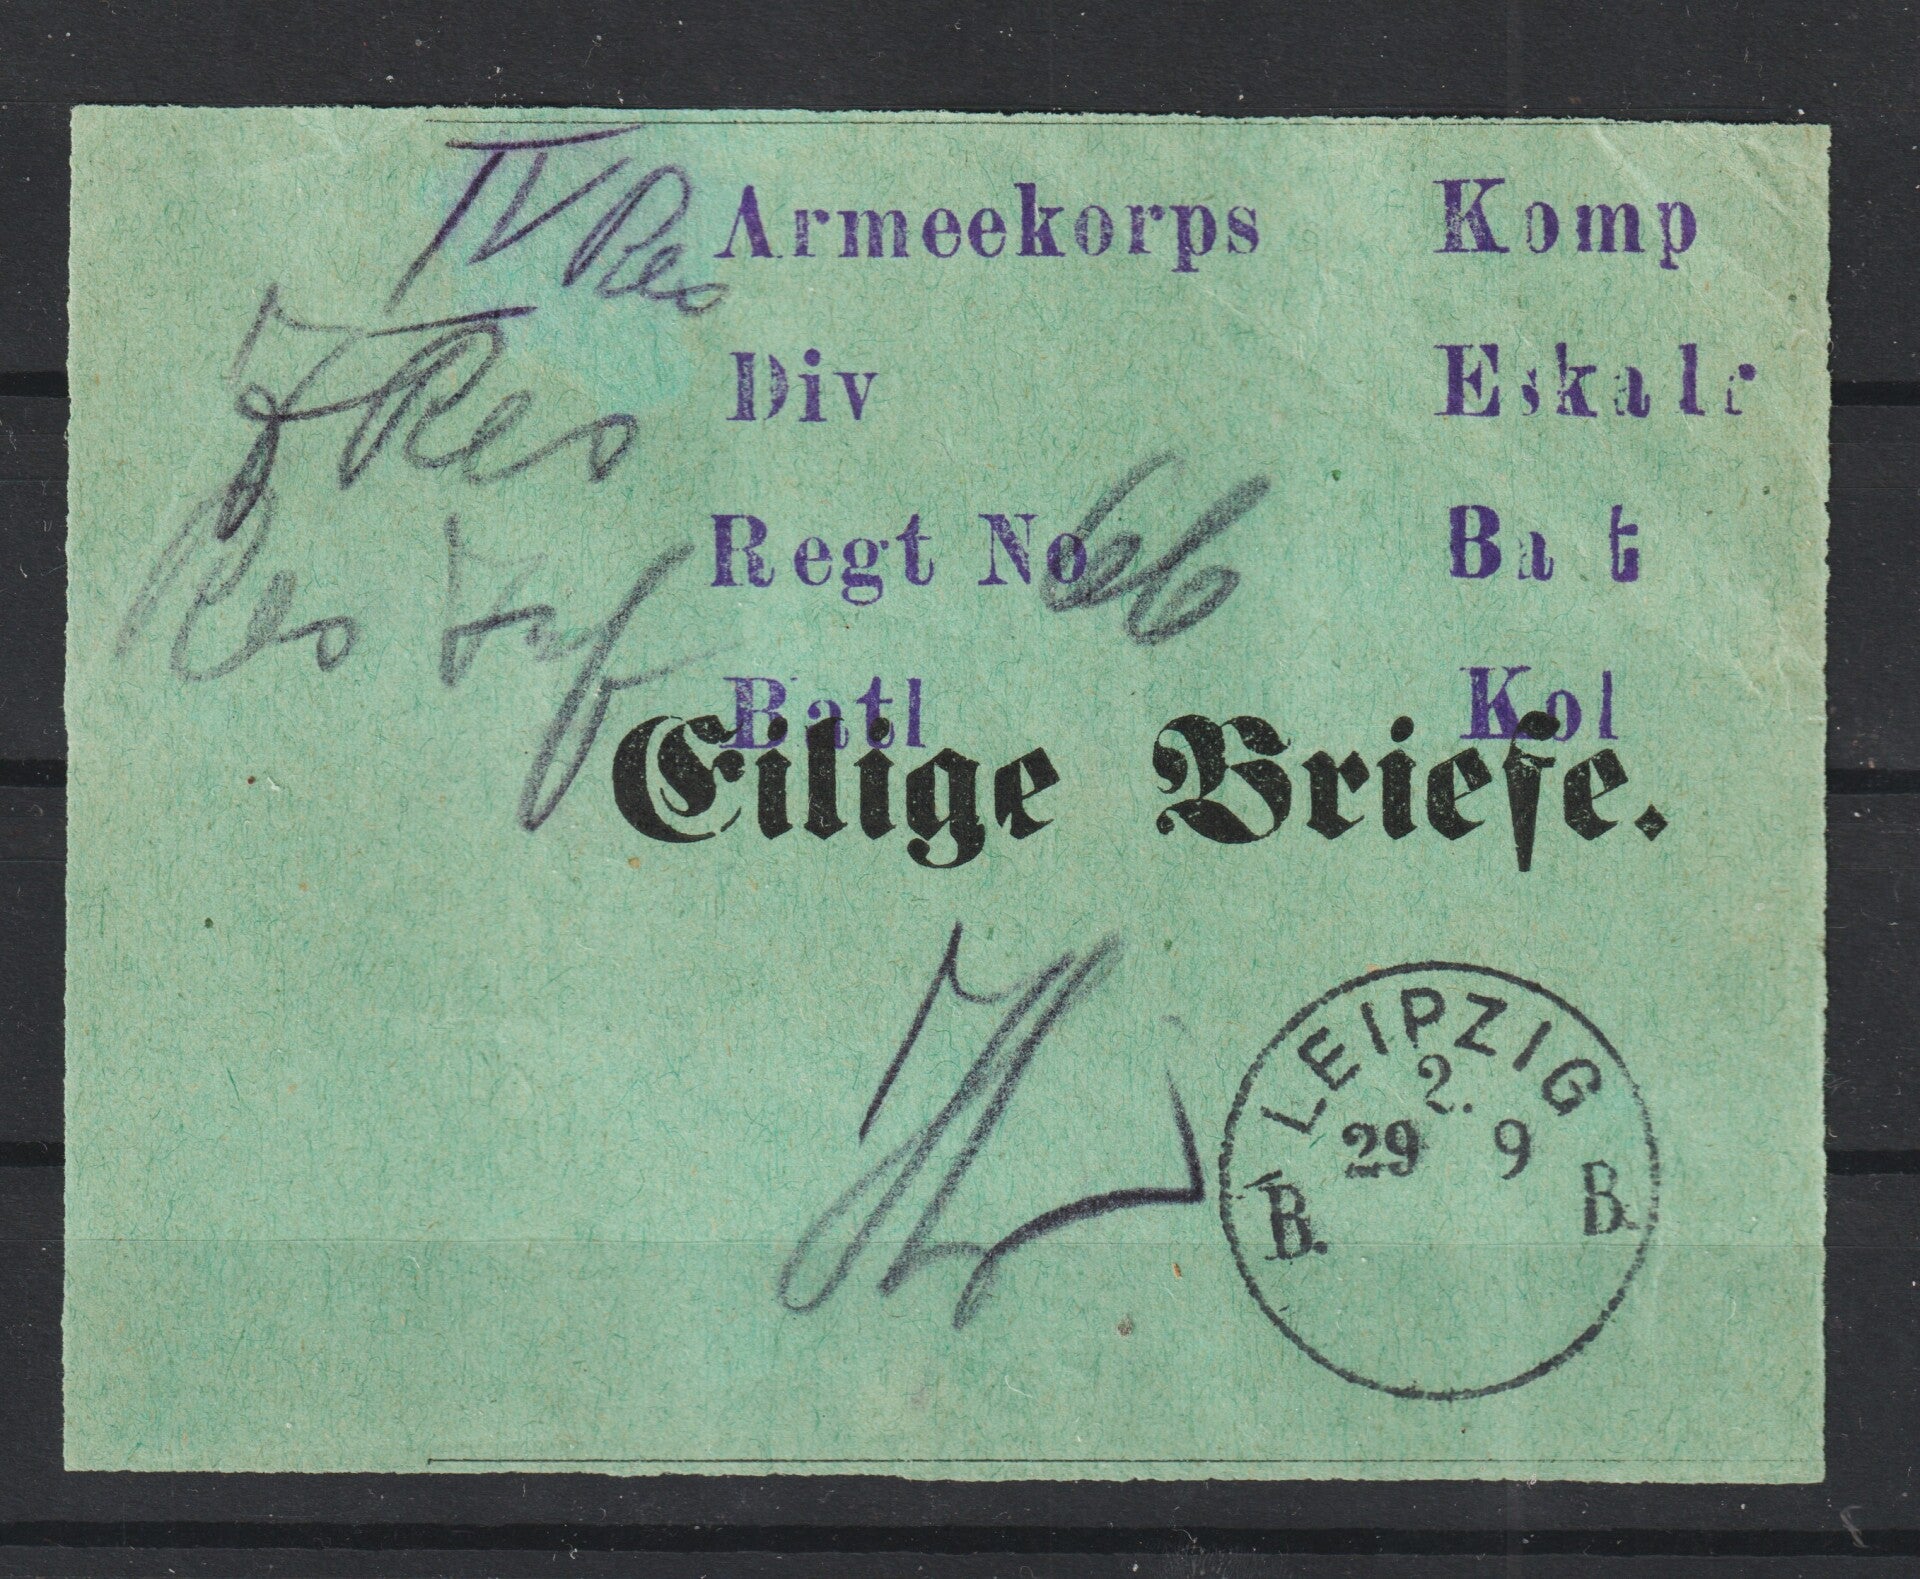 IV Res Armeekorps Komp
7 Res Div Eskadr
Res Inf Regt No 66 Bat
Batl Kol
Eilige Briefe.
LEIPZIG
2.
29 9
B. B.